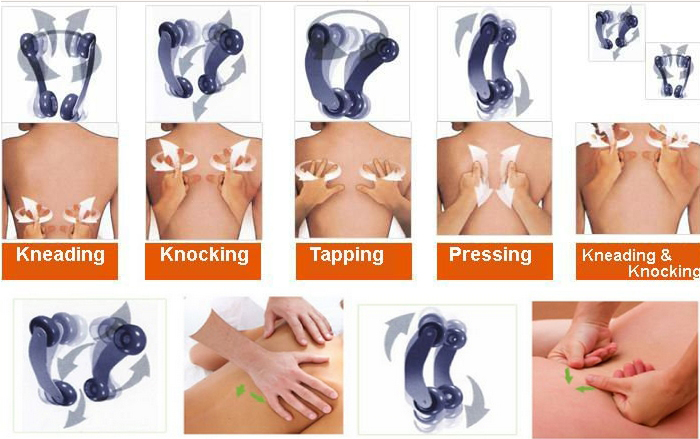 Kneading
Knocking
Tapping
Pressing
Kneading &
Knocking